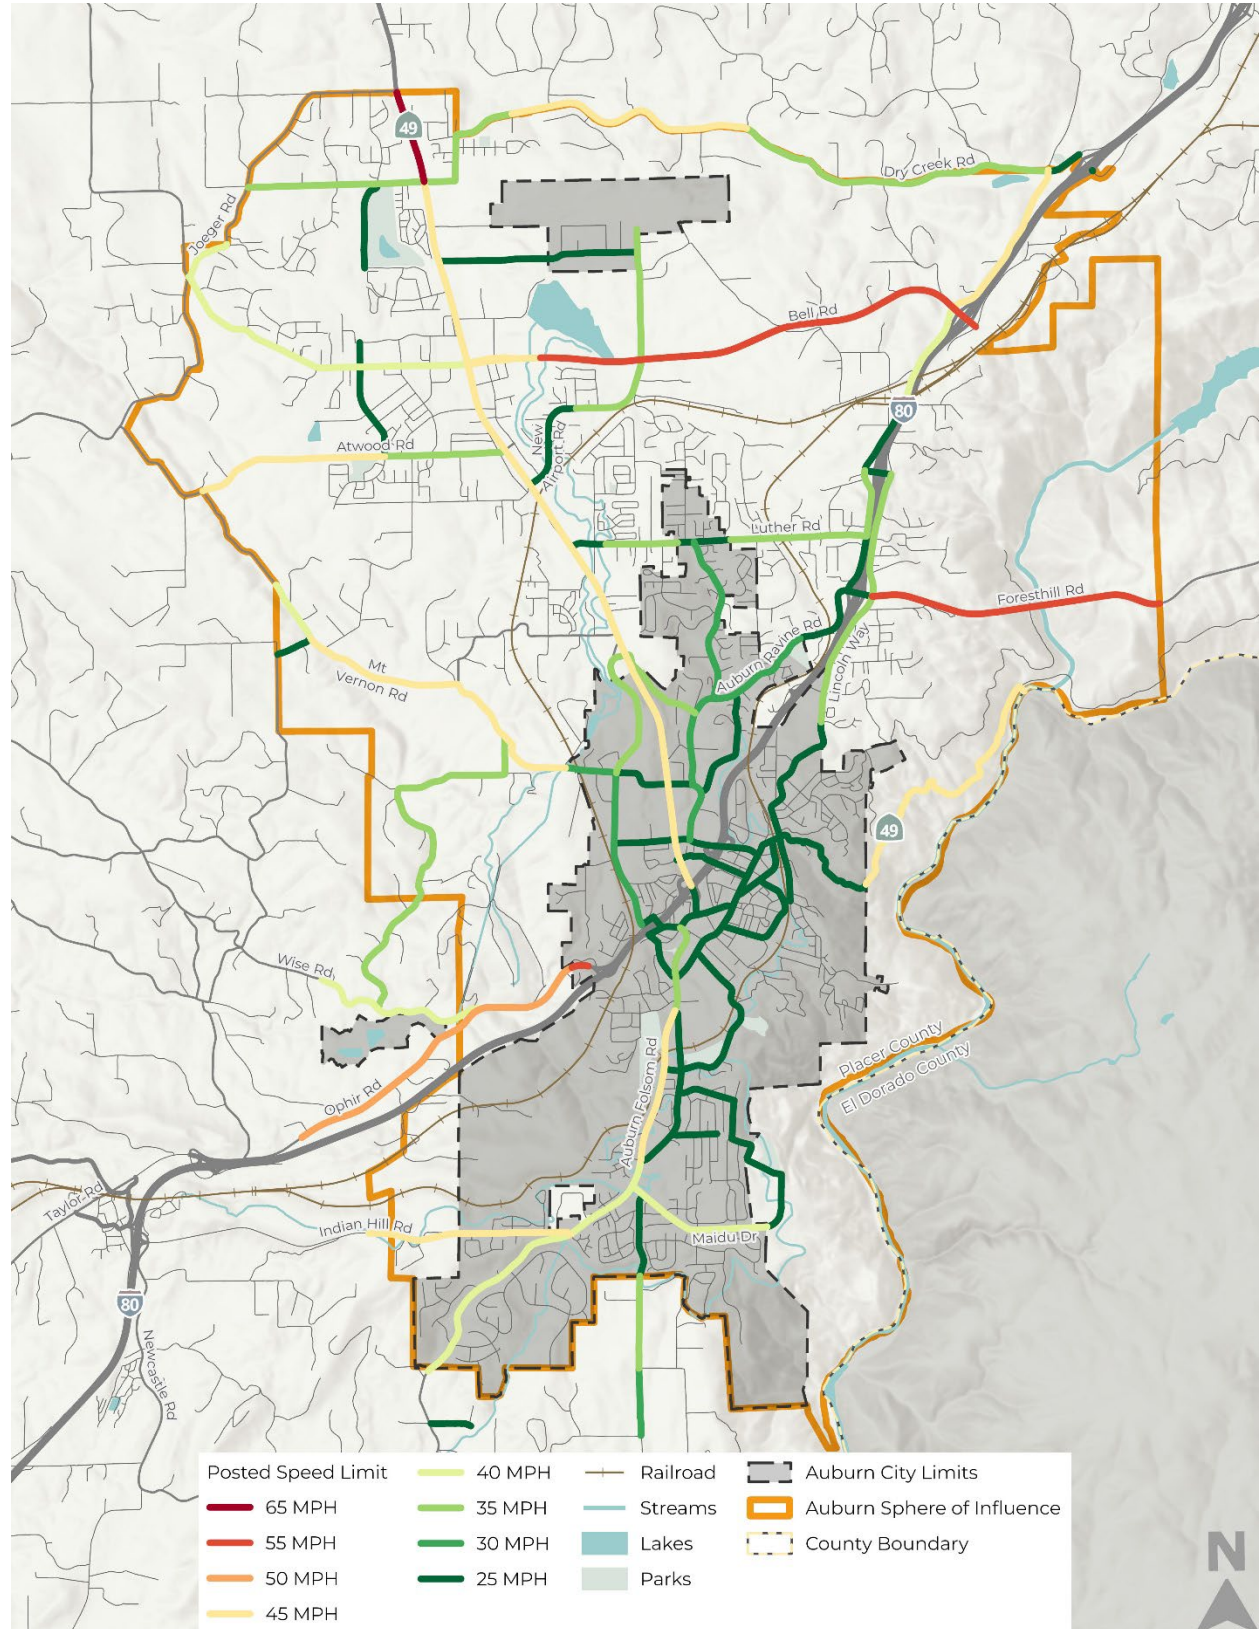 49
Dry Creek Rd
Joeger Rd
Bell Rd
80
Atwood Rd
New
Airport Rd
Luther Rd
Foresthill Rd
Mt
Vernon Rd
Auburn Ravine Rd
Lincoln Way
49
Wise Rd
Placer County
El Dorado County
Ophir Rd
Auburn Folsom Rd
Taylor Rd
Indian Hill Rd
Maidu Dr
80
Newcastle Rd
Posted Speed Limit
65 MPH
55 MPH
50 MPH
45 MPH
40 MPH
35 MPH
30 MPH
25 MPH
Railroad
Streams
Lakes
Parks
Auburn City Limits
Auburn Sphere of Influence
County Boundary
N